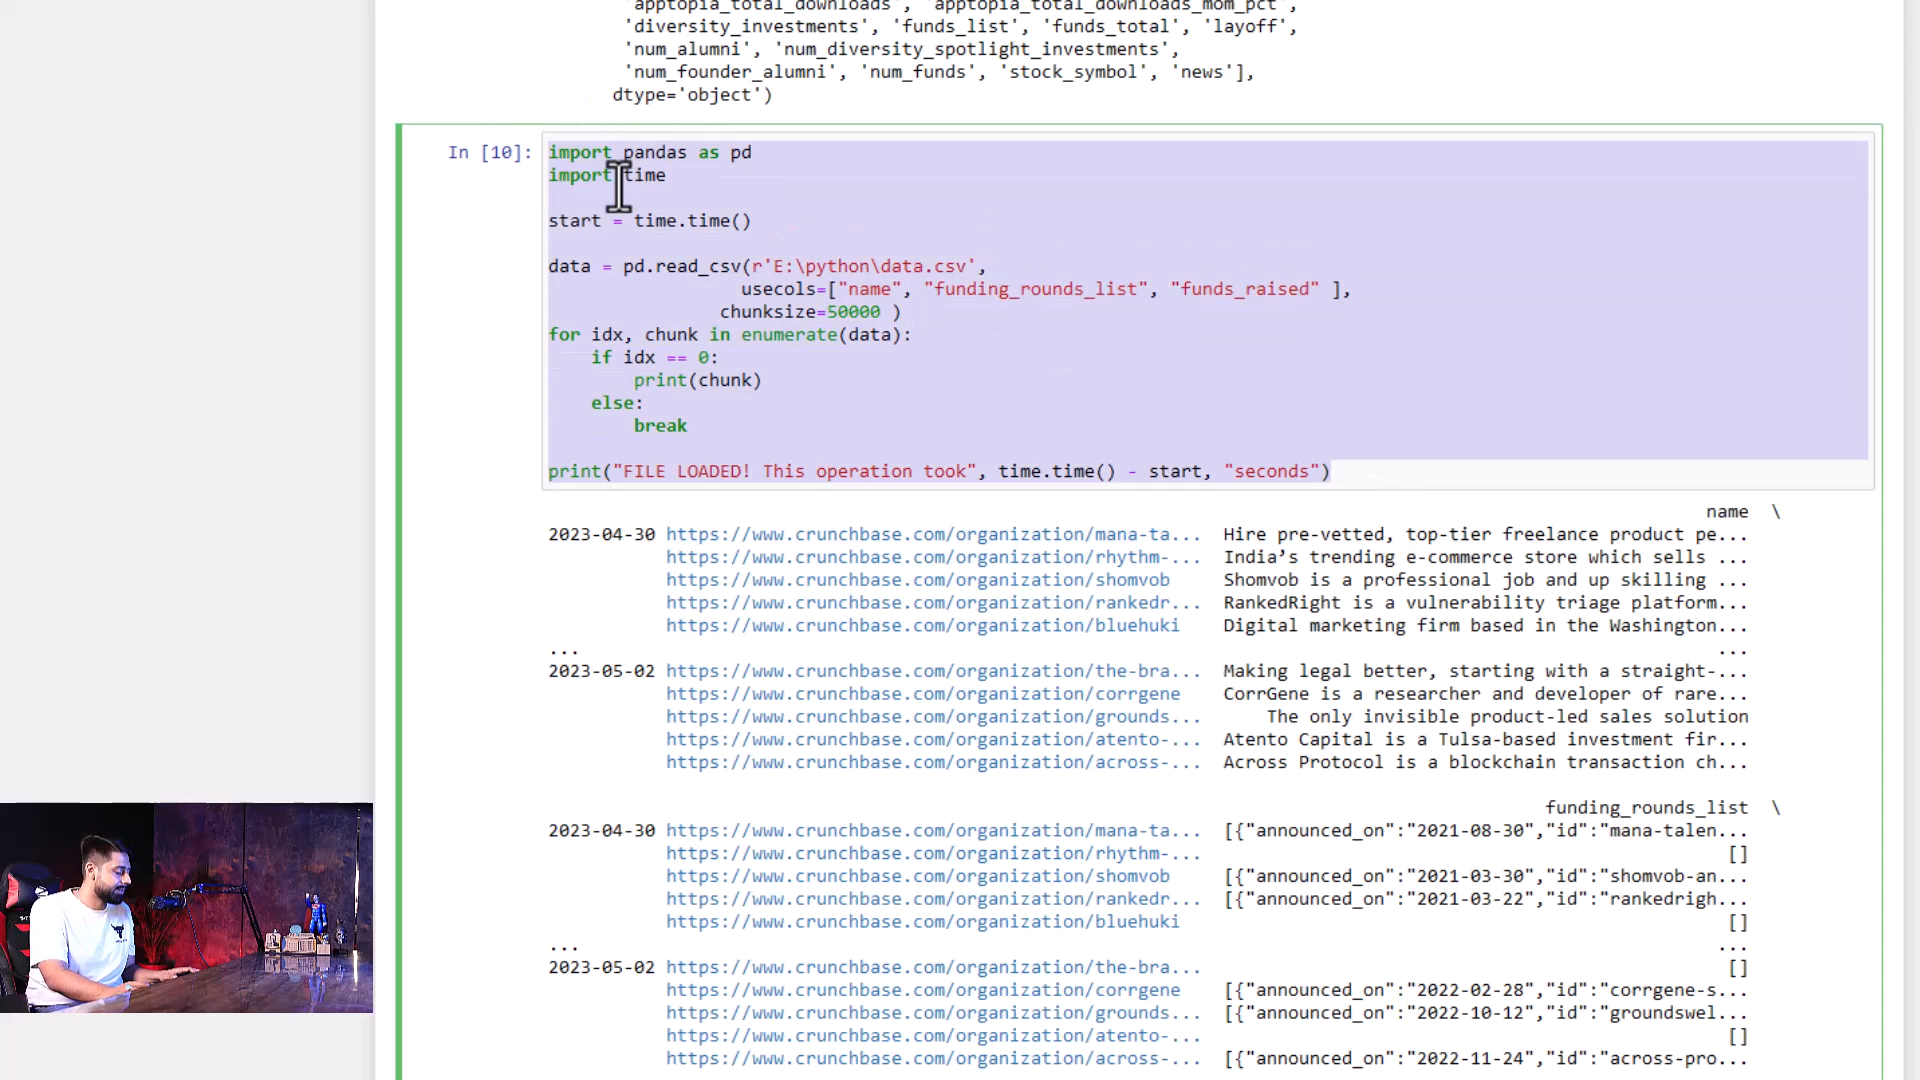 'apptopia_total_downloads', 'apptopia_total_downloads_mom_pct',
'diversity_investments', 'funds_list', 'funds_total', 'layoff',
'num_alumni', 'num_diversity_spotlight_investments',
'num_founder_alumni', 'num_funds', 'stock_symbol', 'news'],
dtype='object')
In [10]:
import pandas as pd
import time
start = time.time()
data = pd.read_csv(r'E:\python\data.csv',
usecols=["name", "funding_rounds_list", "funds_raised" ],
chunksize=50000 )
for idx, chunk in enumerate(data):
if idx == 0:
print(chunk)
else:
break
print("FILE LOADED! This operation took", time.time() - start, "seconds")
name \
2023-04-30 https://www.crunchbase.com/organization/mana-ta... Hire pre-vetted, top-tier freelance product pe...
https://www.crunchbase.com/organization/rhythm-... India’s trending e-commerce store which sells ...
https://www.crunchbase.com/organization/shomvob Shomvob is a professional job and up skilling ...
https://www.crunchbase.com/organization/rankedr... RankedRight is a vulnerability triage platform...
https://www.crunchbase.com/organization/bluehuki Digital marketing firm based in the Washington...
... ...
2023-05-02 https://www.crunchbase.com/organization/the-bra... Making legal better, starting with a straight-...
https://www.crunchbase.com/organization/corrgene CorrGene is a researcher and developer of rare...
https://www.crunchbase.com/organization/grounds... The only invisible product-led sales solution
https://www.crunchbase.com/organization/atento-... Atento Capital is a Tulsa-based investment fir...
https://www.crunchbase.com/organization/across-... Across Protocol is a blockchain transaction ch...
funding_rounds_list \
2023-04-30 https://www.crunchbase.com/organization/mana-ta... [{"announced_on":"2021-08-30","id":"mana-talen...
https://www.crunchbase.com/organization/rhythm-... []
https://www.crunchbase.com/organization/shomvob [{"announced_on":"2021-03-30","id":"shomvob-an...
https://www.crunchbase.com/organization/rankedr... [{"announced_on":"2021-03-22","id":"rankedrigh...
https://www.crunchbase.com/organization/bluehuki []
... ...
2023-05-02 https://www.crunchbase.com/organization/the-bra... []
https://www.crunchbase.com/organization/corrgene [{"announced_on":"2022-02-28","id":"corrgene-s...
https://www.crunchbase.com/organization/grounds... [{"announced_on":"2022-10-12","id":"groundswel...
https://www.crunchbase.com/organization/atento-... []
https://www.crunchbase.com/organization/across-... [{"announced_on":"2022-11-24","id":"across-pro...